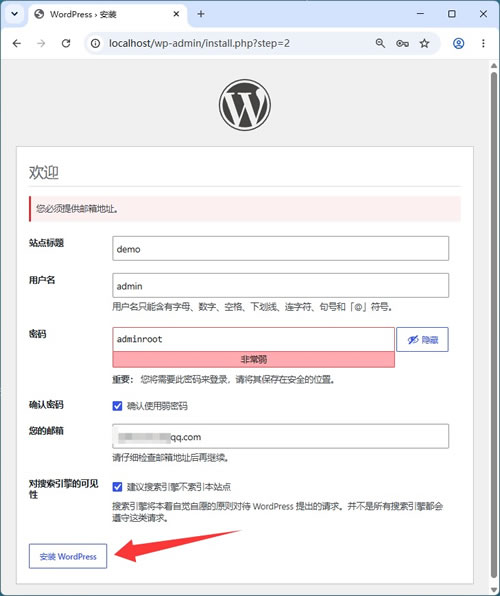 WordPress › 安装
localhost/wp-admin/install.php?step=2
欢迎
您必须提供邮箱地址。
站点标题
demo
用户名
admin
用户名只能含有字母、数字、空格、下划线、连字符、句号和「@」符号。
密码
adminroot
隐藏
非常弱
重要： 您将需要此密码来登录，请将其保存在安全的位置。
确认密码
确认使用弱密码
您的邮箱
qq.com
请仔细检查邮箱地址后再继续。
对搜索引擎的可见
性
建议搜索引擎不索引本站点
搜索引擎将本着自觉自愿的原则对待 WordPress 提出的请求。并不是所有搜索引擎都会
遵守这类请求。
安装 WordPress